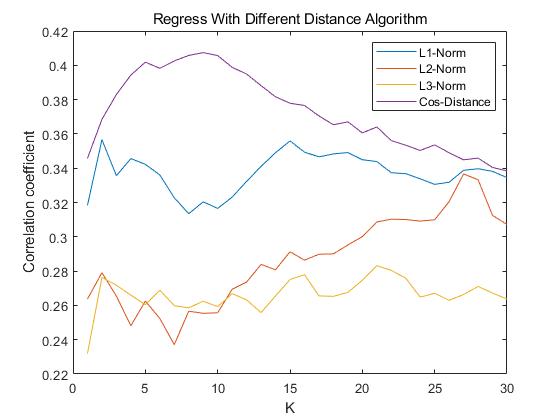 Regress With Different Distance Algorithm
0.42
0.4
0.38
0.36
0.34
0.32
0.3
0.28
0.26
0.24
0.22
Correlation coefficient
L1-Norm
L2-Norm
L3-Norm
Cos-Distance
0 5 10 15 20 25 30
K